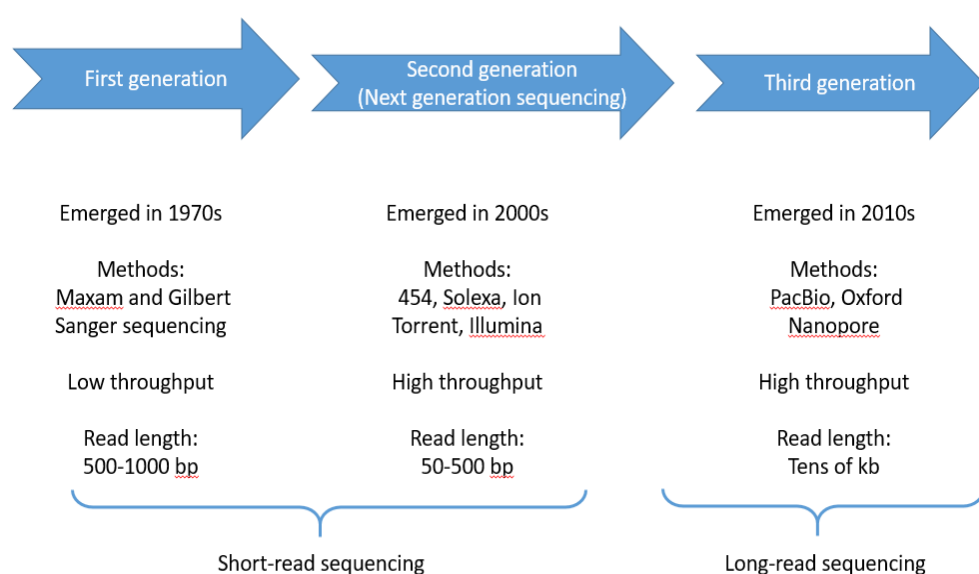 First generation
Second generation
(Next generation sequencing)
Third generation
Emerged in 1970s
Methods:
Maxam and Gilbert
Sanger sequencing
Low throughput
Read length:
500-1000 bp
Emerged in 2000s
Methods:
454, Solexa, Ion
Torrent, Illumina
High throughput
Read length:
50-500 bp
Emerged in 2010s
Methods:
PacBio, Oxford
Nanopore
High throughput
Read length:
Tens of kb
Short-read sequencing
Long-read sequencing